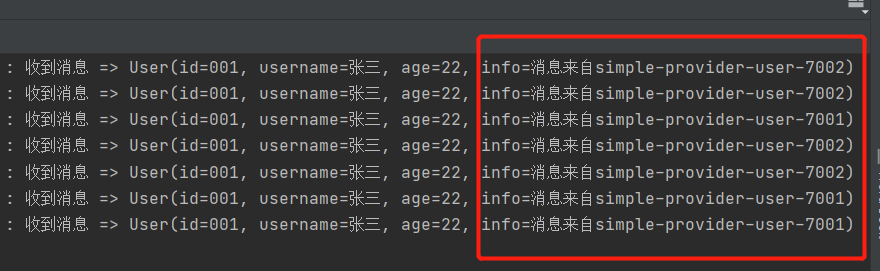 : 收到消息 => User(id=001, username=张三, age=22, info=消息来自simple-provider-user-7002)
: 收到消息 => User(id=001, username=张三, age=22, info=消息来自simple-provider-user-7002)
: 收到消息 => User(id=001, username=张三, age=22, info=消息来自simple-provider-user-7001)
: 收到消息 => User(id=001, username=张三, age=22, info=消息来自simple-provider-user-7002)
: 收到消息 => User(id=001, username=张三, age=22, info=消息来自simple-provider-user-7002)
: 收到消息 => User(id=001, username=张三, age=22, info=消息来自simple-provider-user-7001)
: 收到消息 => User(id=001, username=张三, age=22, info=消息来自simple-provider-user-7001)